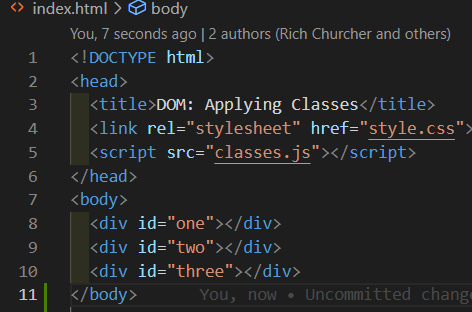 index.html > body
You, 7 seconds ago | 2 authors (Rich Churcher and others)
1 <!DOCTYPE html>
2 <head>
3 <title>DOM: Applying Classes</title>
4 <link rel="stylesheet" href="style.css">
5 <script src="classes.js"></script>
6 </head>
7 <body>
8 <div id="one"></div>
9 <div id="two"></div>
10 <div id="three"></div>
11 </body> You, now • Uncommitted change